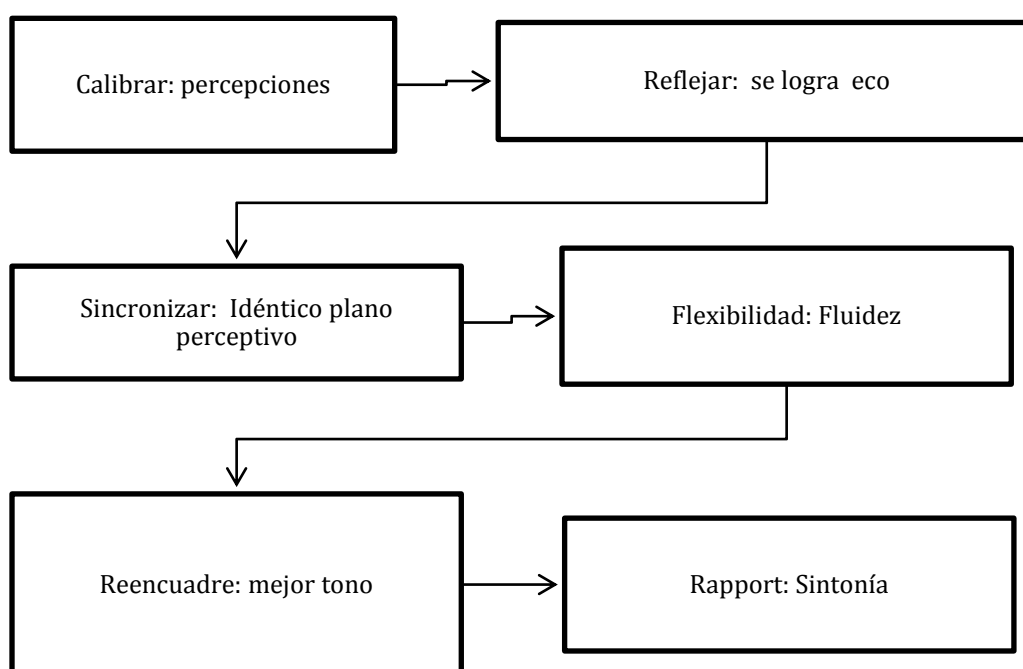 Calibrar: percepciones
Reflejar: se logra eco
Sincronizar: Idéntico plano
perceptivo
Flexibilidad: Fluidez
Reencuadre: mejor tono
Rapport: Sintonía